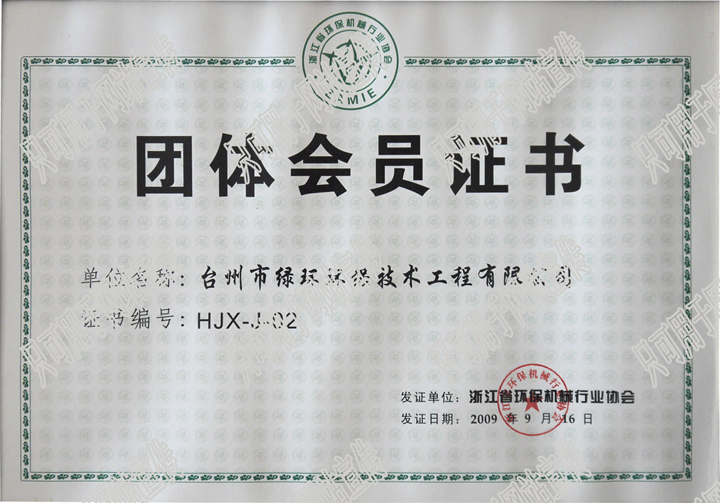 浙江省环保机械行业协会
团体会员证书
单位名称：台州市绿环环保技术工程有限公司
证书编号：HJX-J-02
发证单位：浙江省环保机械行业协会
发证日期：2009 年 9 月 16 日